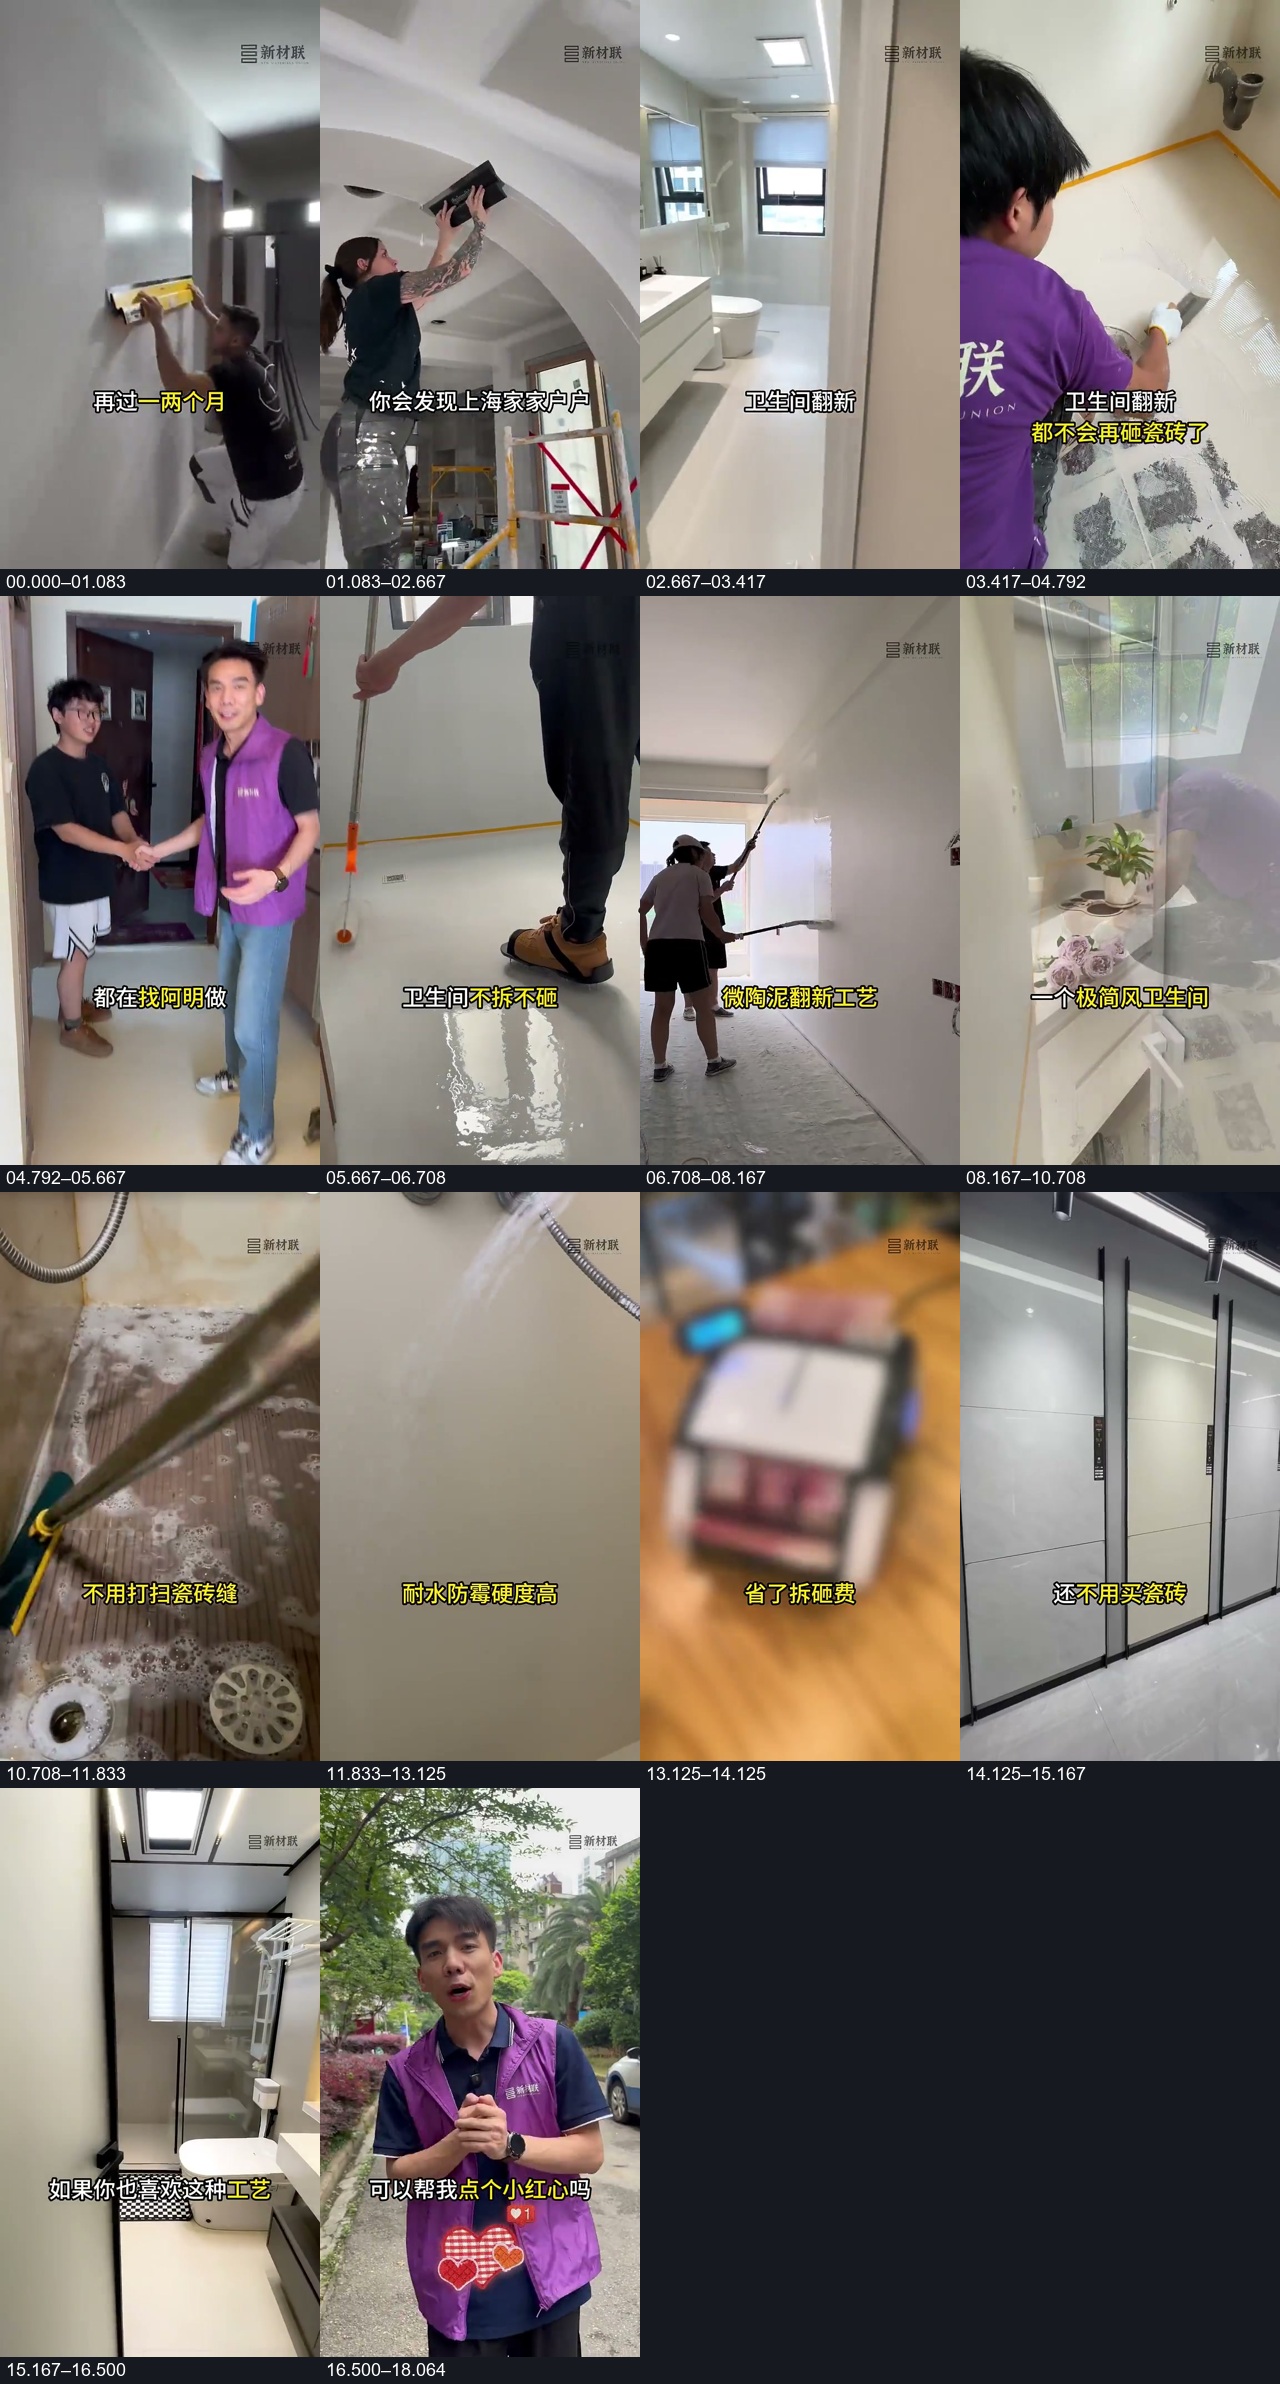 新材联
再过一两个月
00.000–01.083
新材联
你会发现上海家家户户
01.083–02.667
新材联
卫生间翻新
02.667–03.417
新材联
联
UNION
卫生间翻新
都不会再砸瓷砖了
03.417–04.792
新材联
都在找阿明做
04.792–05.667
新材联
卫生间不拆不砸
05.667–06.708
新材联
微陶泥翻新工艺
06.708–08.167
新材联
一个极简风卫生间
08.167–10.708
新材联
不用打扫瓷砖缝
10.708–11.833
新材联
耐水防霉硬度高
11.833–13.125
新材联
省了拆砸费
13.125–14.125
新材联
还不用买瓷砖
14.125–15.167
新材联
如果你也喜欢这种工艺
15.167–16.500
新材联
新材联
可以帮我点个小红心吗
1
16.500–18.064